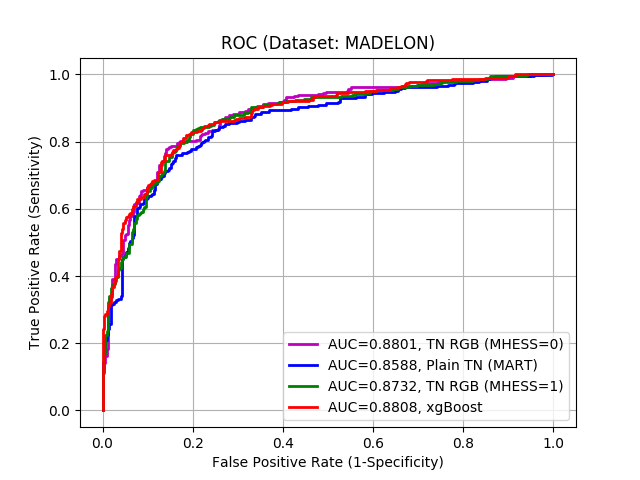 ROC (Dataset: MADELON)
True Positive Rate (Sensitivity)
1.0
0.8
0.6
0.4
0.2
0.0
AUC=0.8801, TN RGB (MHESS=0)
AUC=0.8588, Plain TN (MART)
AUC=0.8732, TN RGB (MHESS=1)
AUC=0.8808, xgBoost
0.0 0.2 0.4 0.6 0.8 1.0
False Positive Rate (1-Specificity)